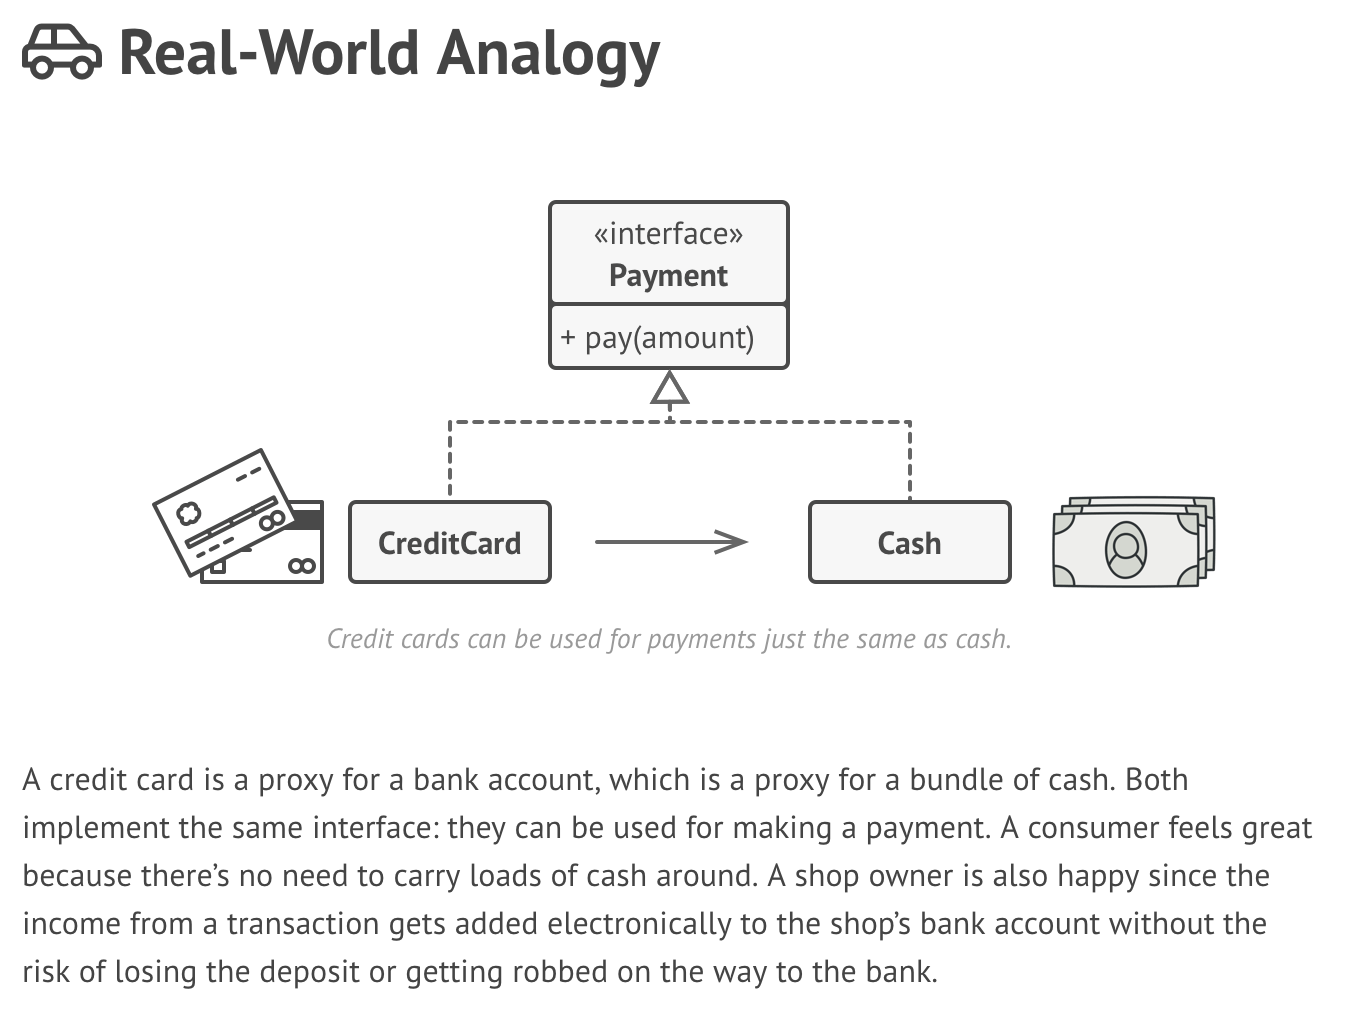 Real-World Analogy
«interface»
Payment
+ pay(amount)
CreditCard
Cash
Credit cards can be used for payments just the same as cash.
A credit card is a proxy for a bank account, which is a proxy for a bundle of cash. Both
implement the same interface: they can be used for making a payment. A consumer feels great
because there’s no need to carry loads of cash around. A shop owner is also happy since the
income from a transaction gets added electronically to the shop’s bank account without the
risk of losing the deposit or getting robbed on the way to the bank.